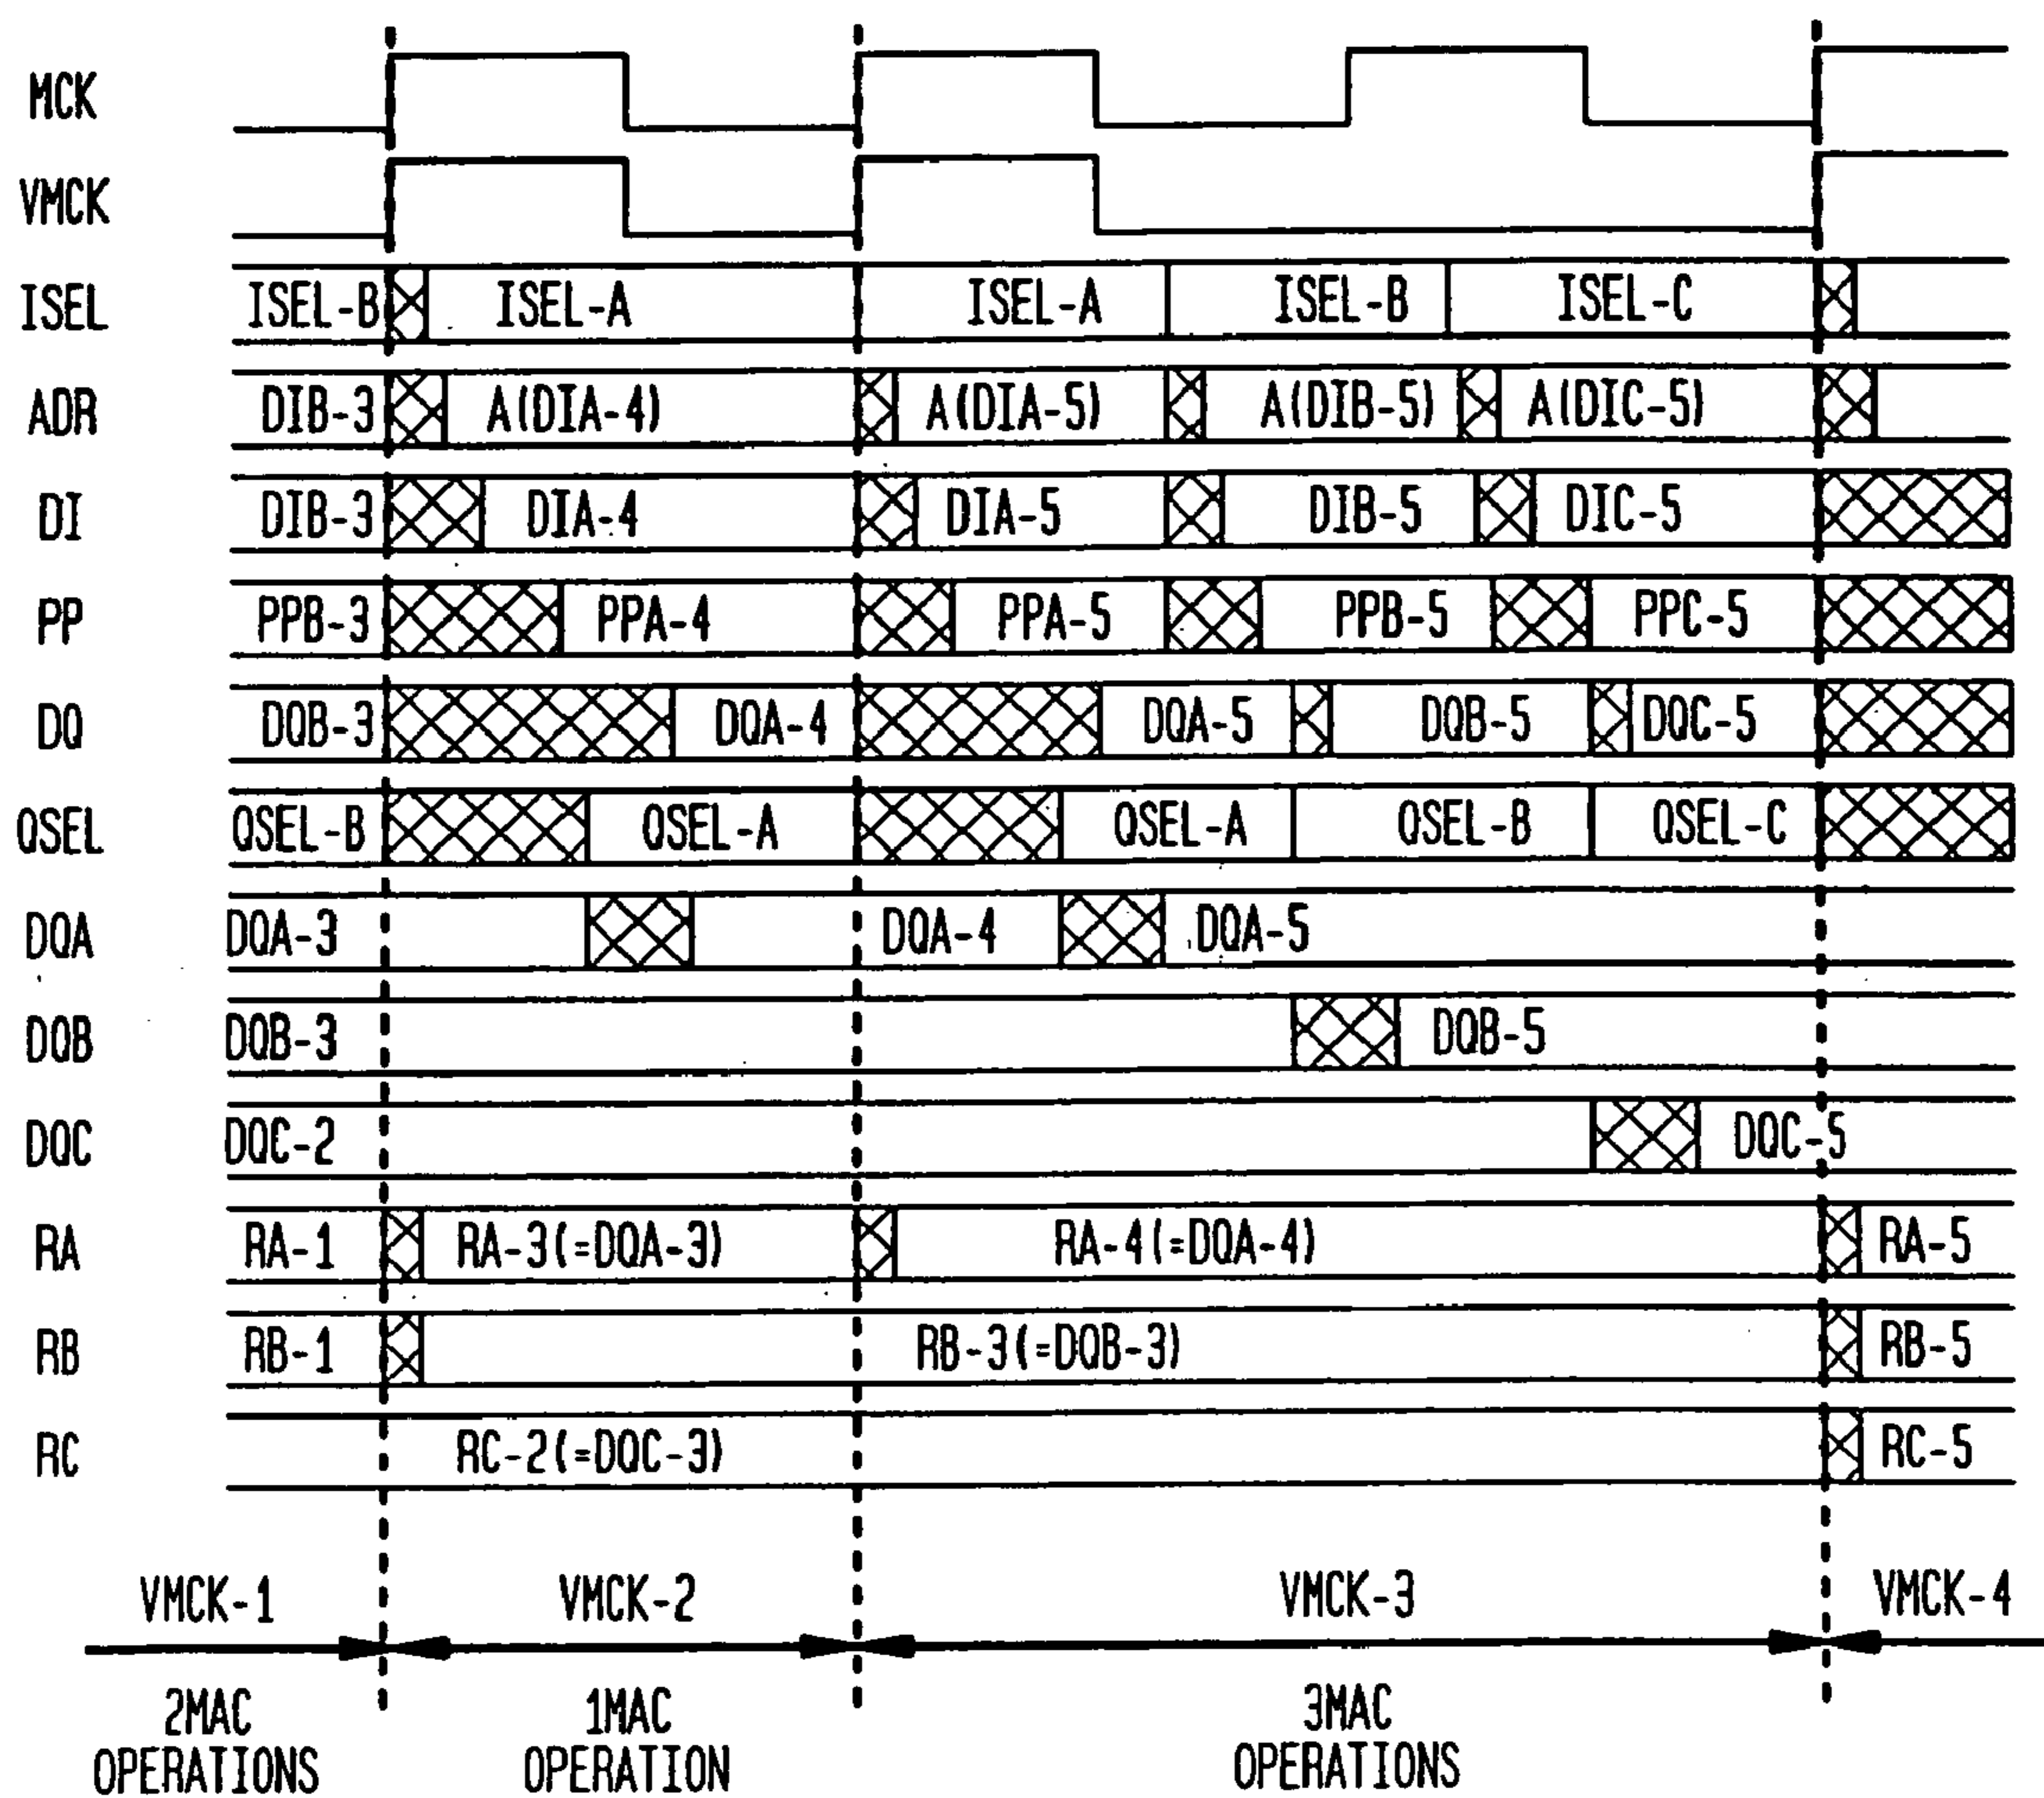 MCK
VMCK
ISEL ISEL-B ISEL-A ISEL-A ISEL-B ISEL-C
ADR DIB-3 A(DIA-4) A(DIA-5) A(DIB-5) A(DIC-5)
DI DIB-3 DIA-4 DIA-5 DIB-5 DIC-5
PP PPB-3 PPA-4 PPA-5 PPB-5 PPC-5
DQ DQB-3 DQA-4 DQA-5 DQB-5 DQC-5
QSEL QSEL-B QSEL-A QSEL-A QSEL-B QSEL-C
DQA DQA-3 DQA-4 DQA-5
DQB DQB-3 DQB-5
DQC DQC-2 DQC-5
RA RA-1 RA-3(=DQA-3) RA-4(=DQA-4) RA-5
RB RB-1 RB-3(=DQB-3) RB-5
RC RC-2(=DQC-3) RC-5
VMCK-1 VMCK-2 VMCK-3 VMCK-4
2MAC 1MAC 3MAC
OPERATIONS OPERATION OPERATIONS